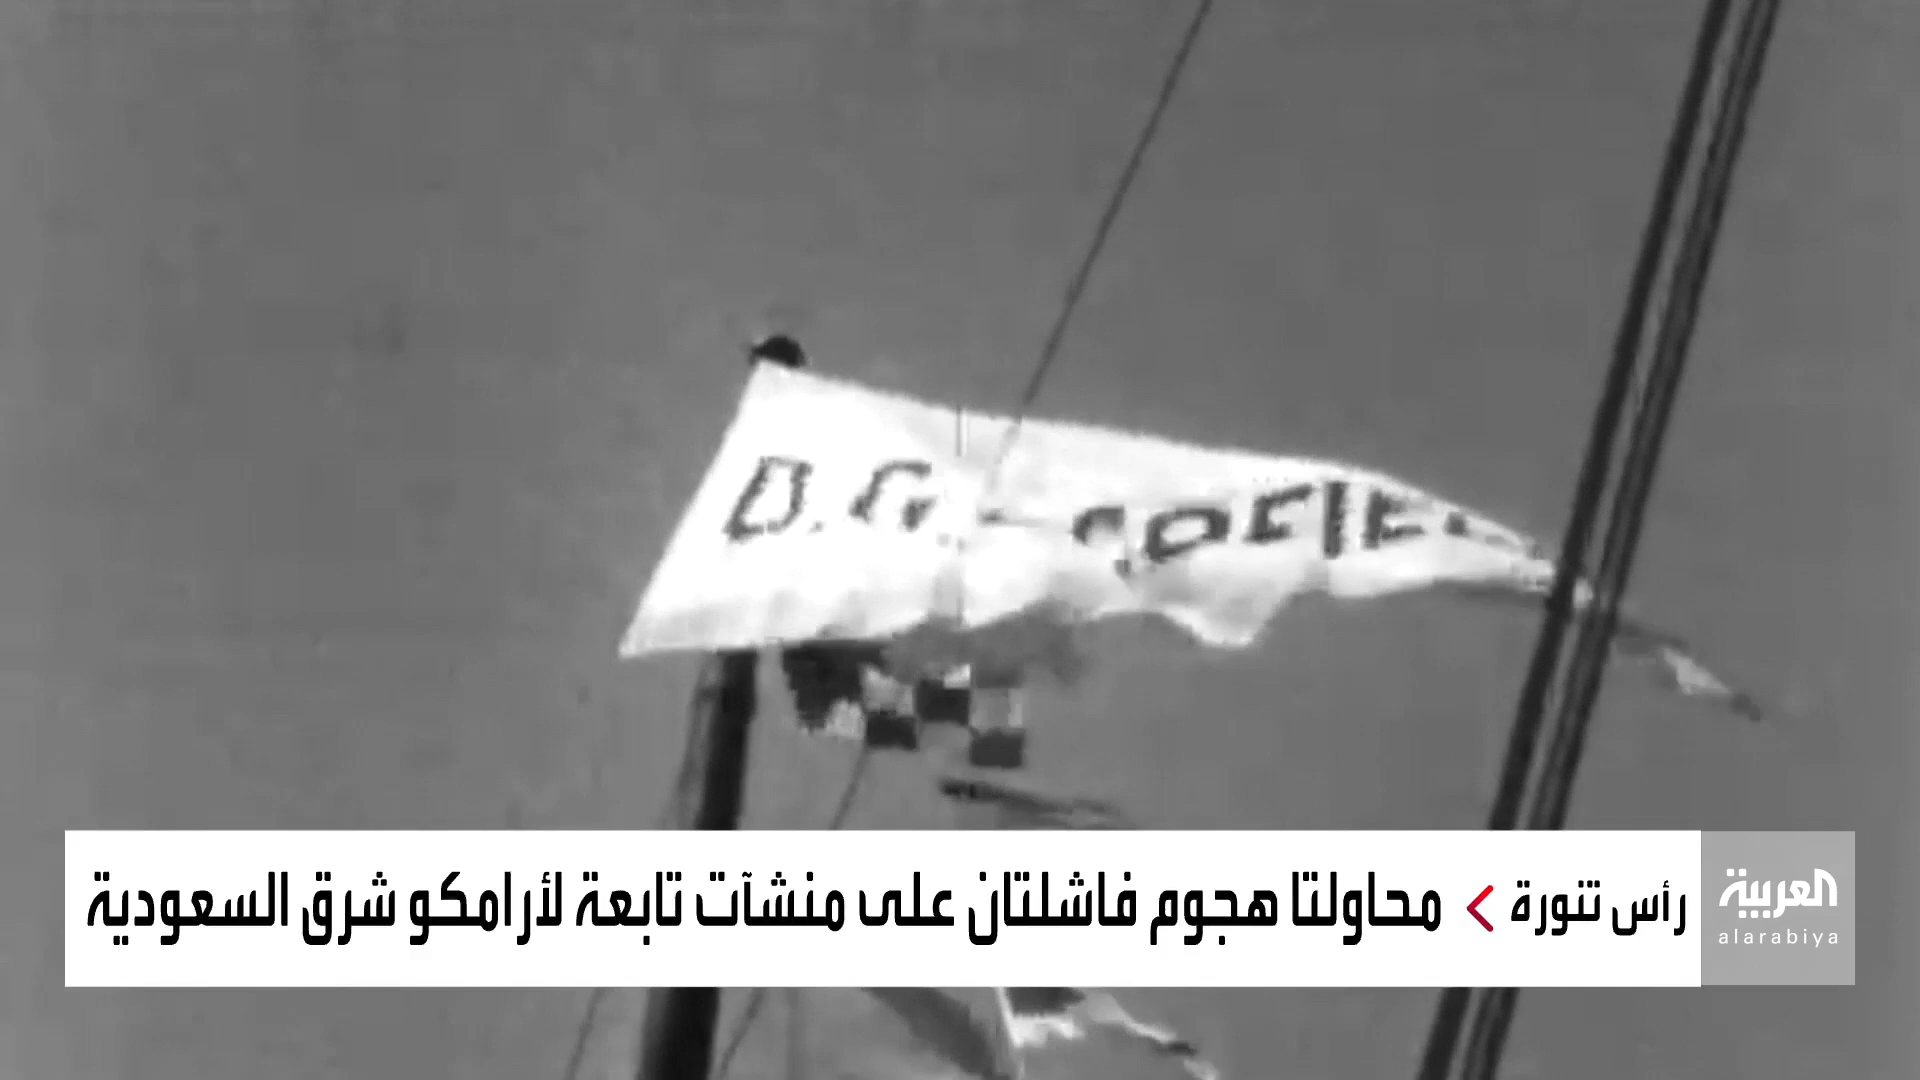 D.G.
العربية
alarabiya
رأس تنورة > محاولتا هجوم فاشلتان على منشآت تابعة لأرامكو شرق السعودية